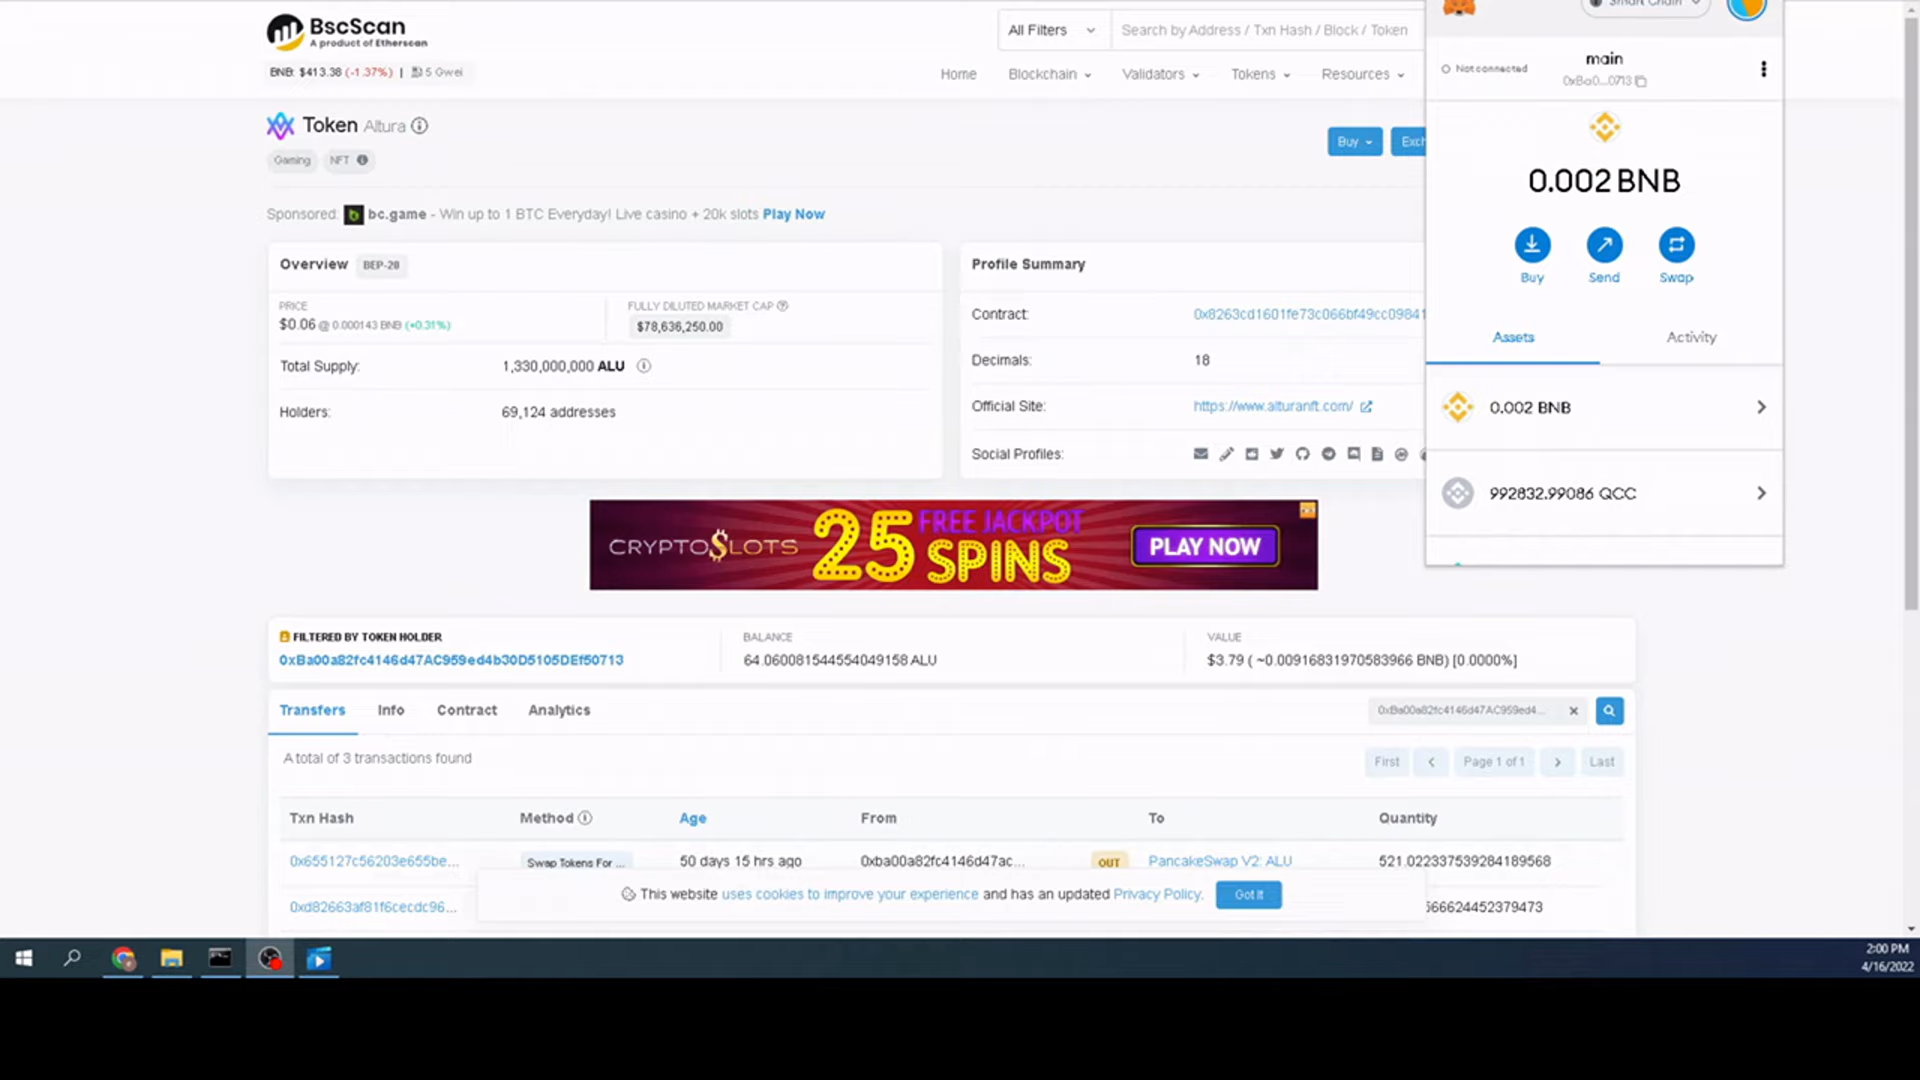 BscScan
A product of Etherscan
BNB: $413.38 (-1.37%) | 5 Gwei
All Filters
Search by Address / Txn Hash / Block / Token
Home
Blockchain
Validators
Tokens
Resources
Token Altura
Gaming
NFT
Buy
Exch
Sponsored: bc.game - Win up to 1 BTC Everyday! Live casino + 20k slots Play Now
Overview BEP-20
PRICE
$0.06 @ 0.000143 BNB (+0.31%)
FULLY DILUTED MARKET CAP
$78,636,250.00
Total Supply: 1,330,000,000 ALU
Holders: 69,124 addresses
Profile Summary
Contract: 0x8263cd1601fe73c066bf49cc09841
Decimals: 18
Official Site: https://www.alturanft.com/
Social Profiles:
Smart Chain
Not connected
main
0xBa0...0713
0.002 BNB
Buy
Send
Swap
Assets
Activity
0.002 BNB
992832.99086 QCC
CRYPTO$LOTS
25 FREE JACKPOT SPINS
PLAY NOW
FILTERED BY TOKEN HOLDER
0xBa00a82fc4146d47AC959ed4b30D5105DEf50713
BALANCE
64.060081544554049158 ALU
VALUE
$3.79 ( ~0.00916831970583966 BNB) [0.0000%]
Transfers
Info
Contract
Analytics
0xBa00a82fc4146d47AC959ed4...
A total of 3 transactions found
First
Page 1 of 1
Last
Txn Hash
Method
Age
From
To
Quantity
0x655127c56203e655be...
Swap Tokens For ...
50 days 15 hrs ago
0xba00a82fc4146d47ac...
OUT
PancakeSwap V2: ALU
521.022337539284189568
This website uses cookies to improve your experience and has an updated Privacy Policy.
Got It
0xd82663af81f6cecdc96...
2:00 PM
4/16/2022